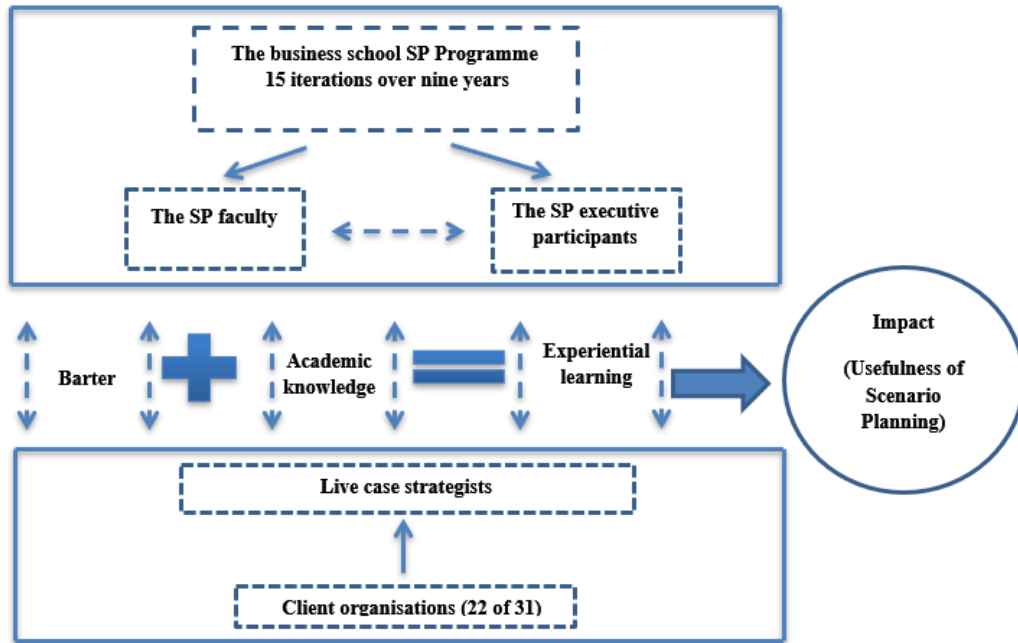 The business school SP Programme
15 iterations over nine years
The SP faculty
The SP executive
participants
Barter
Academic
knowledge
Experiential
learning
Impact
(Usefulness of
Scenario
Planning)
Live case strategists
Client organisations (22 of 31)